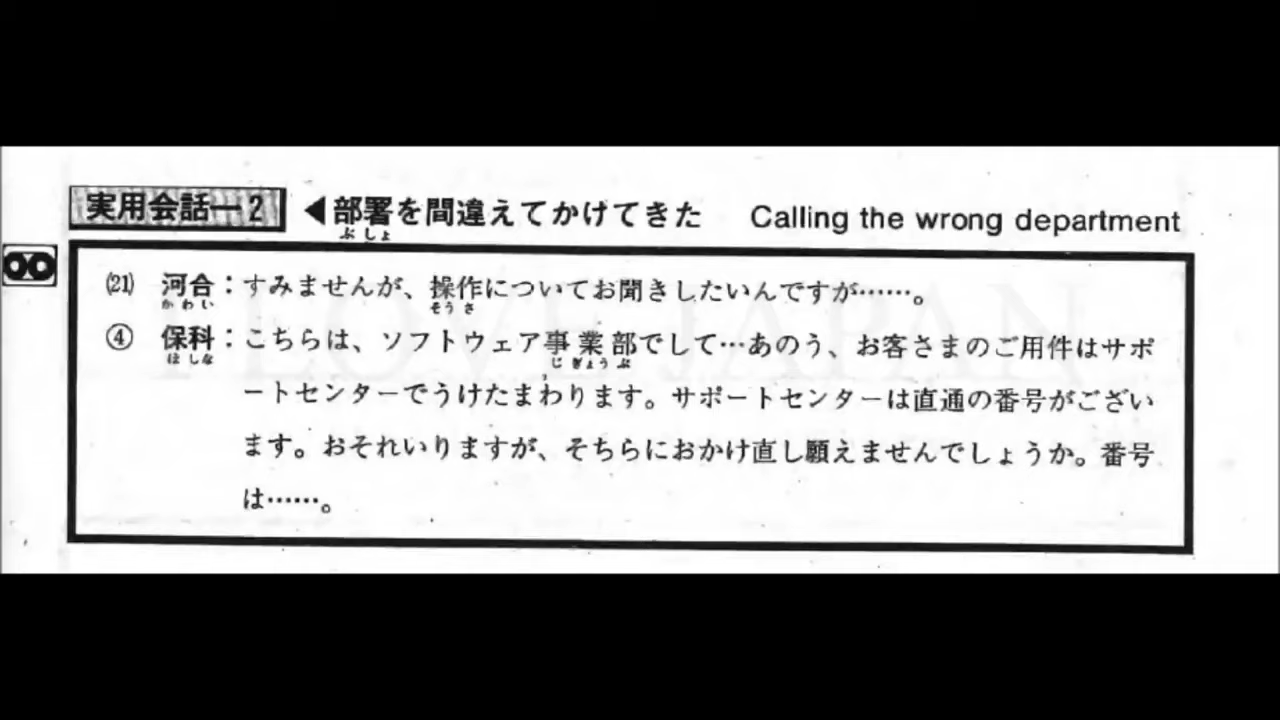 実用会話ー2 ◀部署を間違えてかけてきた Calling the wrong department
ぶしょ
(21) 河合：すみませんが、操作についてお聞きしたいんですが……。
かわい そうさ
④ 保科：こちらは、ソフトウェア事業部でして…あのう、お客さまのご用件はサポ
ほしな じぎょうぶ
ートセンターでうけたまわります。サポートセンターは直通の番号がござい
ます。おそれいりますが、そちらにおかけ直し願えませんでしょうか。番号
は……。
I LOVE JAPAN